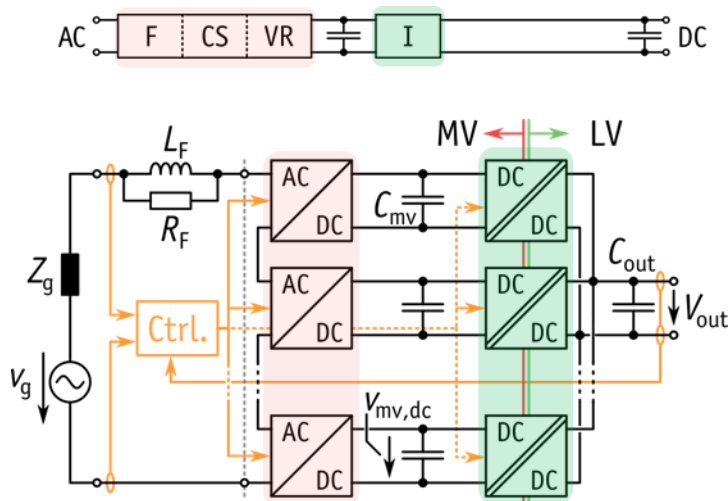 AC F CS VR I DC
MV LV
L_F
R_F
AC DC
C_mv
DC DC
Z_g
C_out
AC DC
DC DC
Ctrl.
V_out
v_g
v_mv,dc
AC DC
DC DC